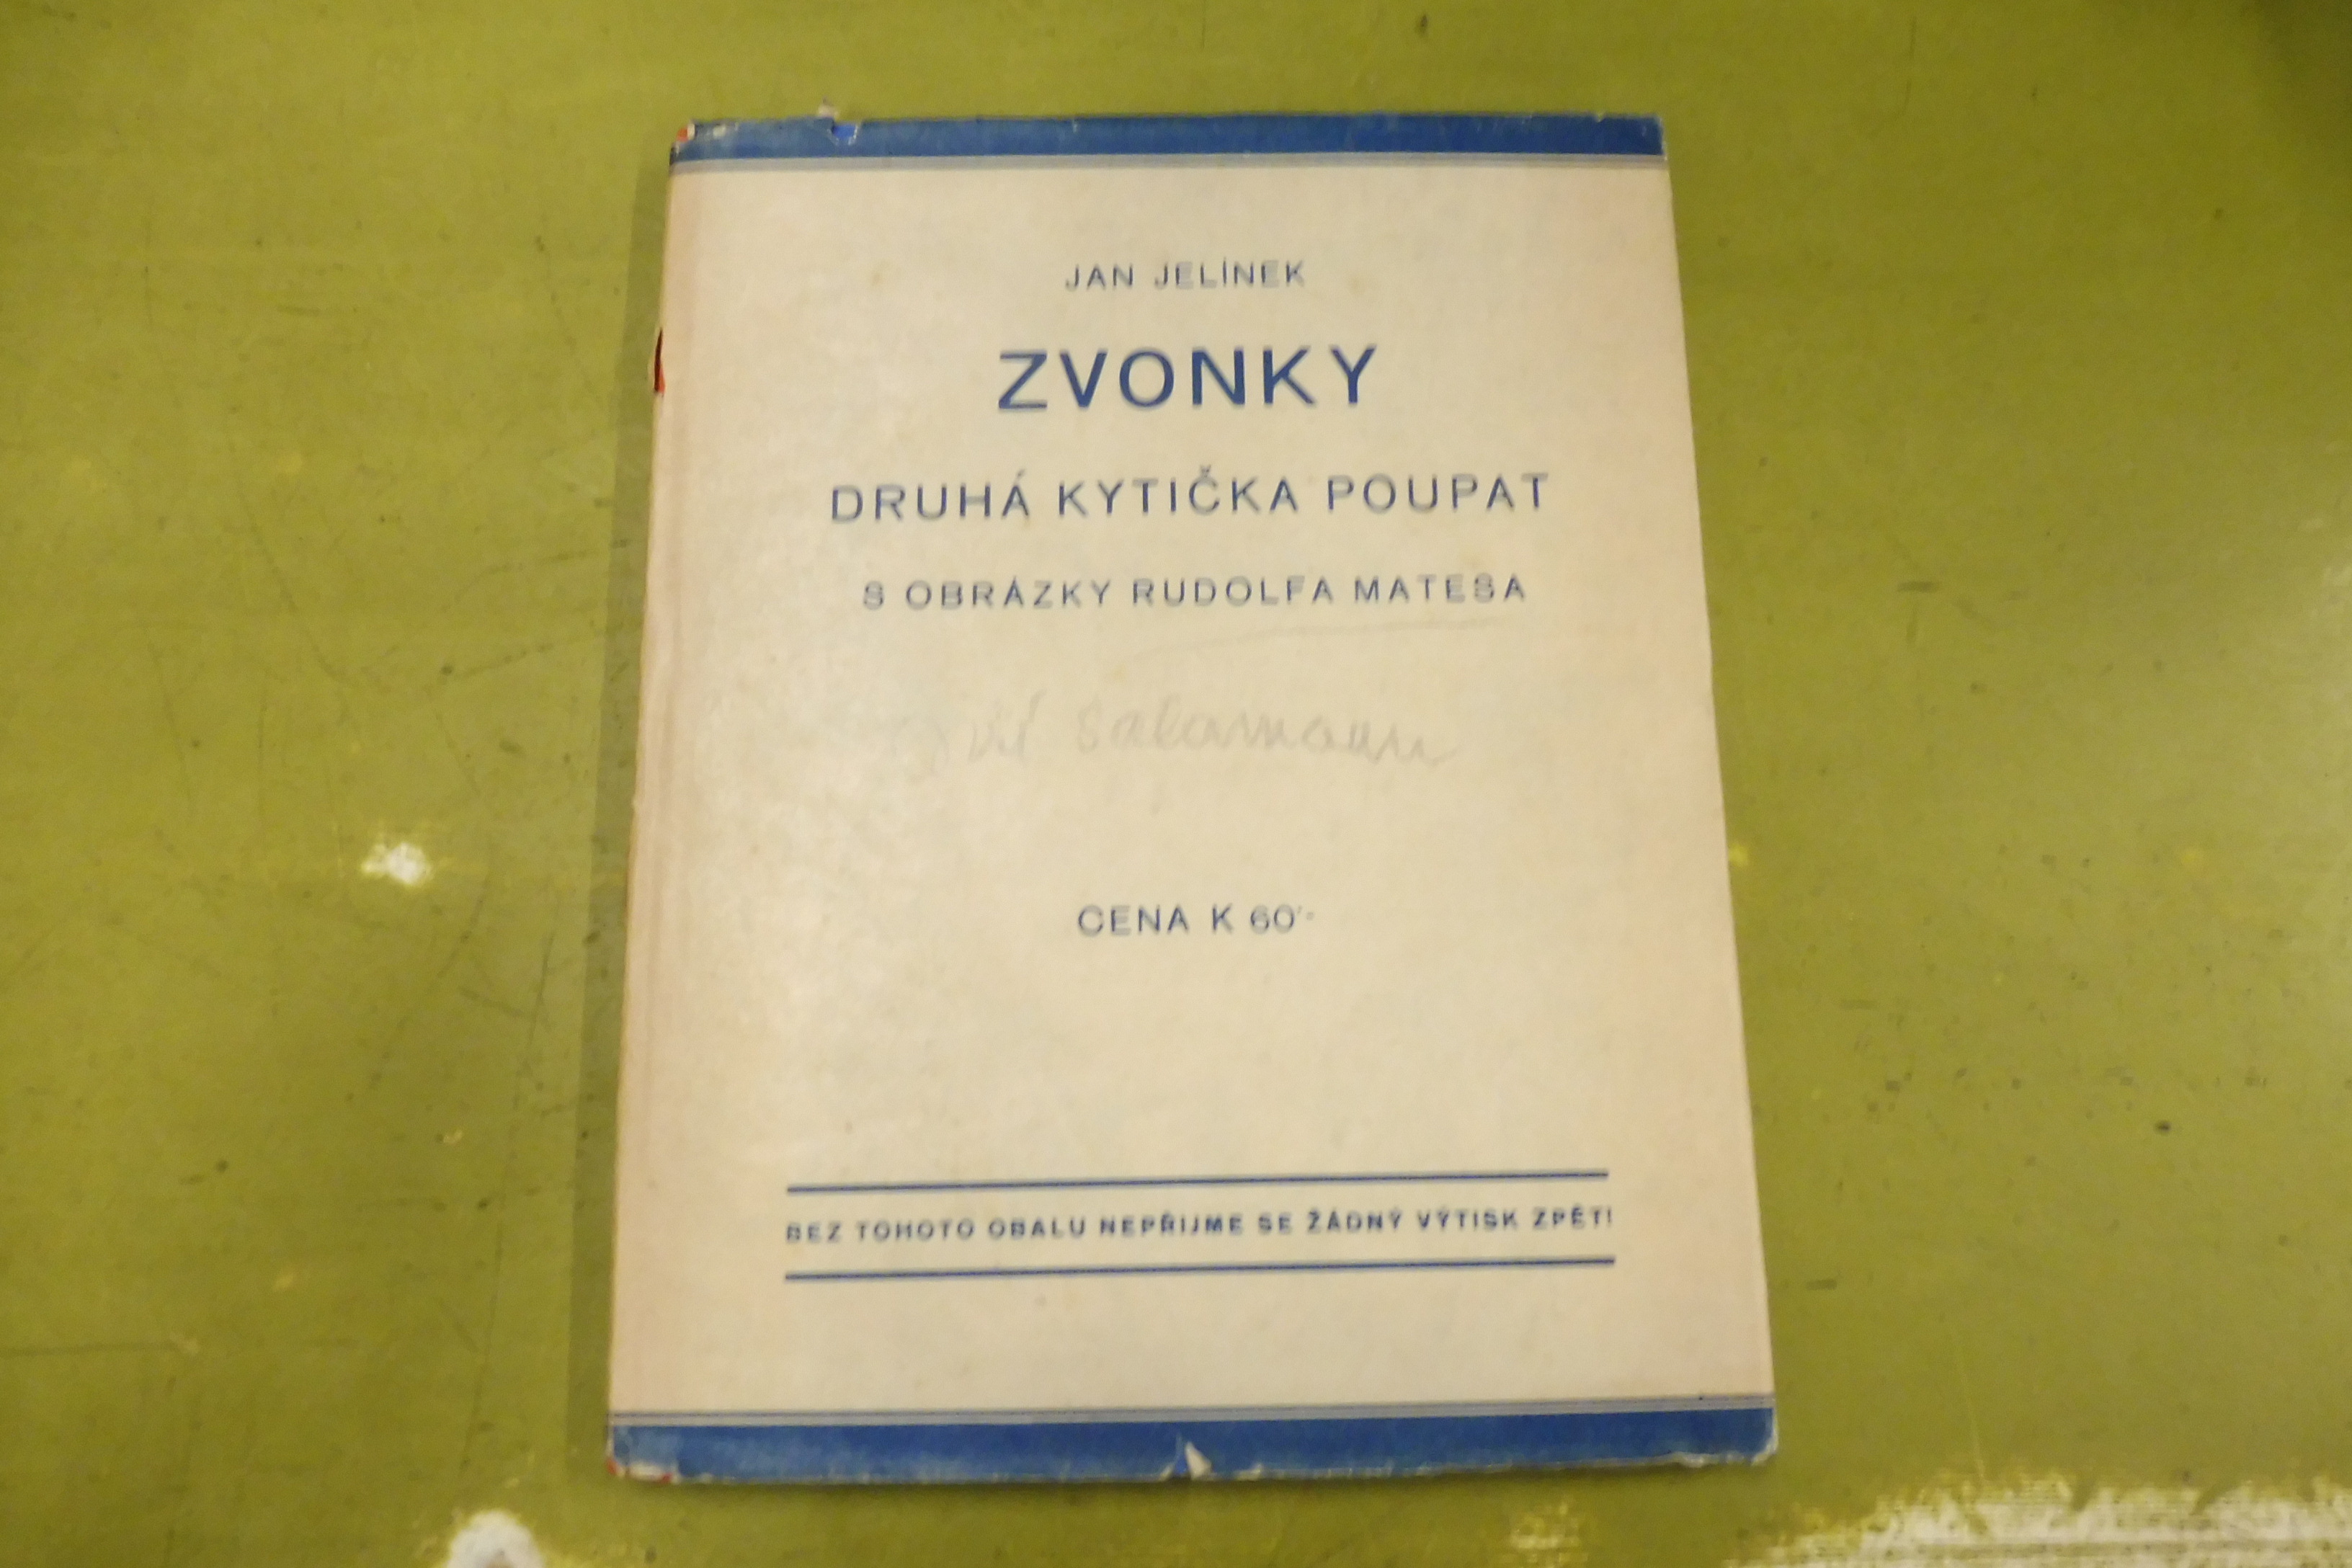 JAN JELÍNEK
ZVONKY
DRUHÁ KYTIČKA POUPAT
S OBRÁZKY RUDOLFA MATESA
CENA K 60'-
BEZ TOHOTO OBALU NEPŘIJME SE ŽÁDNÝ VÝTISK ZPĚT!